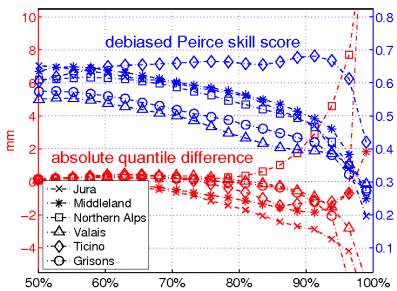 10
8
6
4
2
0
−2
−4
mm
debiased Peirce skill score
absolute quantile difference
Jura
Middleland
Northern Alps
Valais
Ticino
Grisons
0.8
0.7
0.6
0.5
0.4
0.3
0.2
0.1
50% 60% 70% 80% 90% 100%